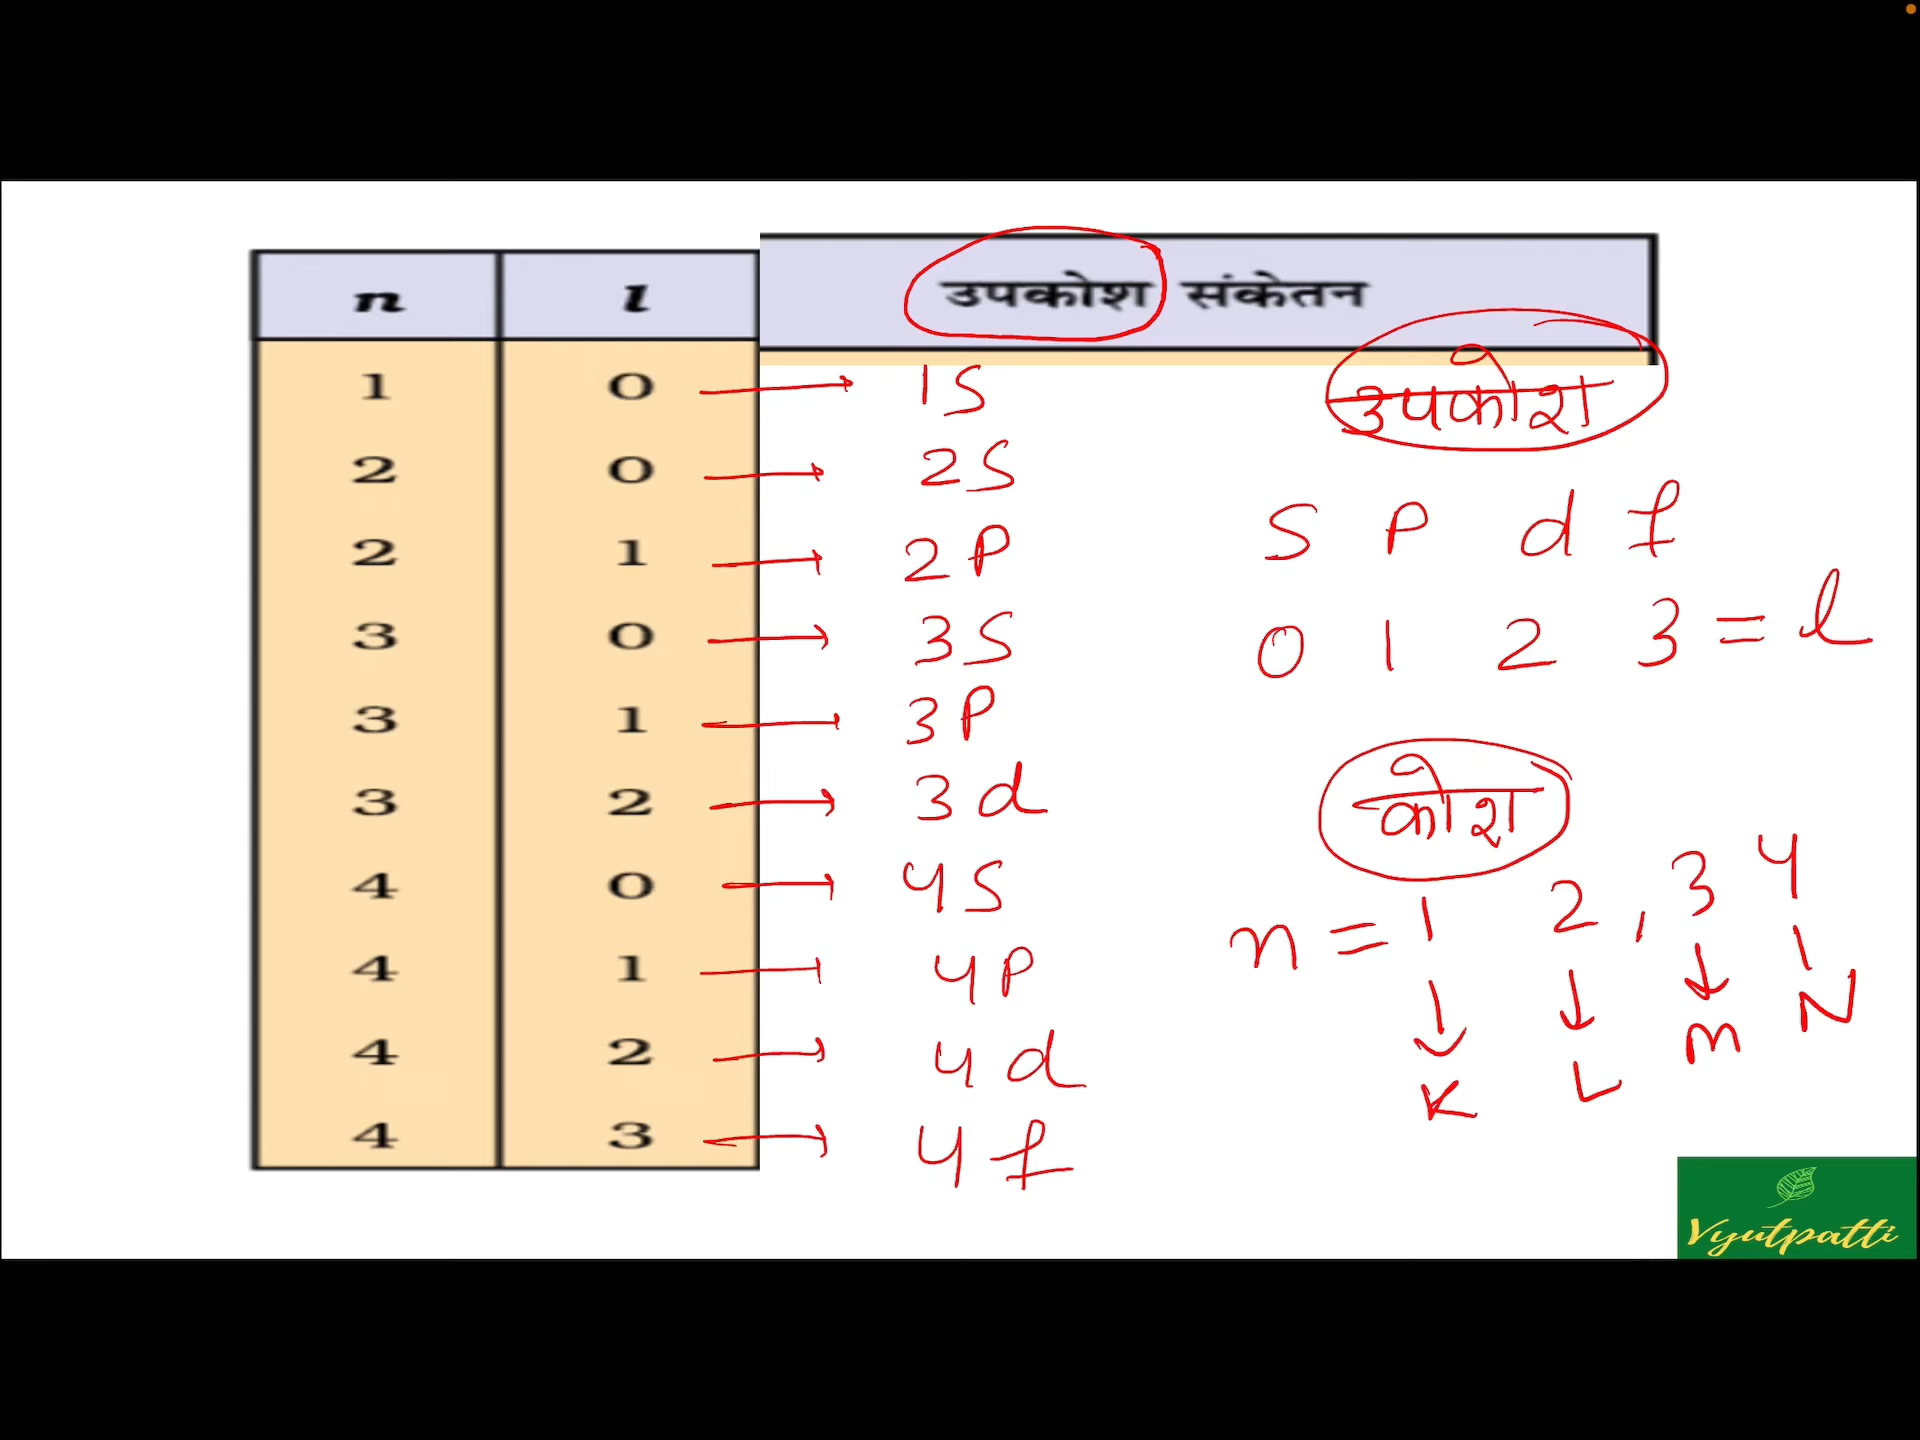 n l उपकोश संकेतन
1 0 → 1S
2 0 → 2S
2 1 → 2P
3 0 → 3S
3 1 → 3P
3 2 → 3d
4 0 → 4S
4 1 → 4P
4 2 → 4d
4 3 → 4f
उपकोश
S P d f
0 1 2 3 = l
कोश
n = 1 2 , 3 4
K L M N
Vyutpatti